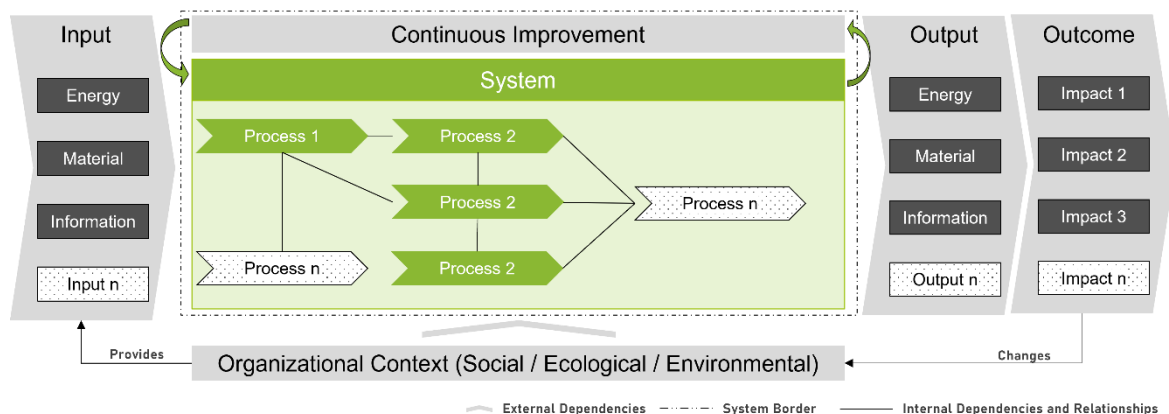 Input
Continuous Improvement
Output
Outcome
System
Energy
Material
Information
Input n
Process 1
Process 2
Process 2
Process n
Process n
Process 2
Energy
Material
Information
Output n
Impact 1
Impact 2
Impact 3
Impact n
Provides
Organizational Context (Social / Ecological / Environmental)
Changes
External Dependencies
System Border
Internal Dependencies and Relationships